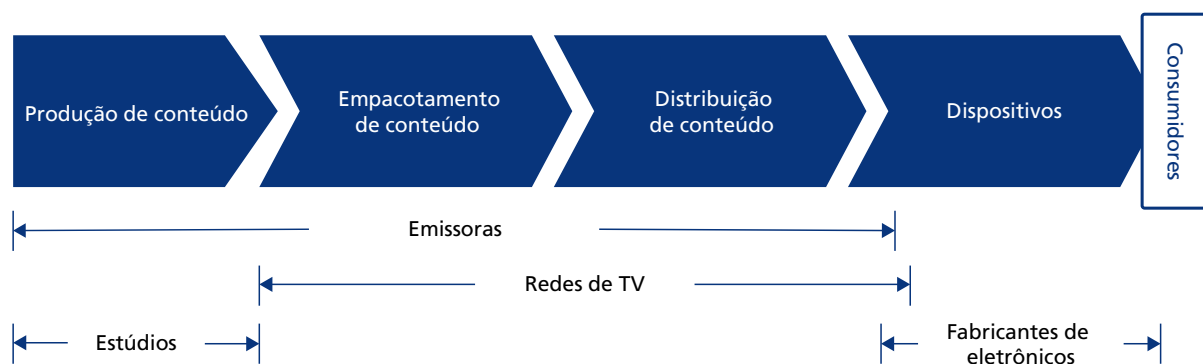 Produção de conteúdo
Empacotamento
de conteúdo
Distribuição
de conteúdo
Dispositivos
Consumidores
Emissoras
Redes de TV
Estúdios
Fabricantes de
eletrônicos